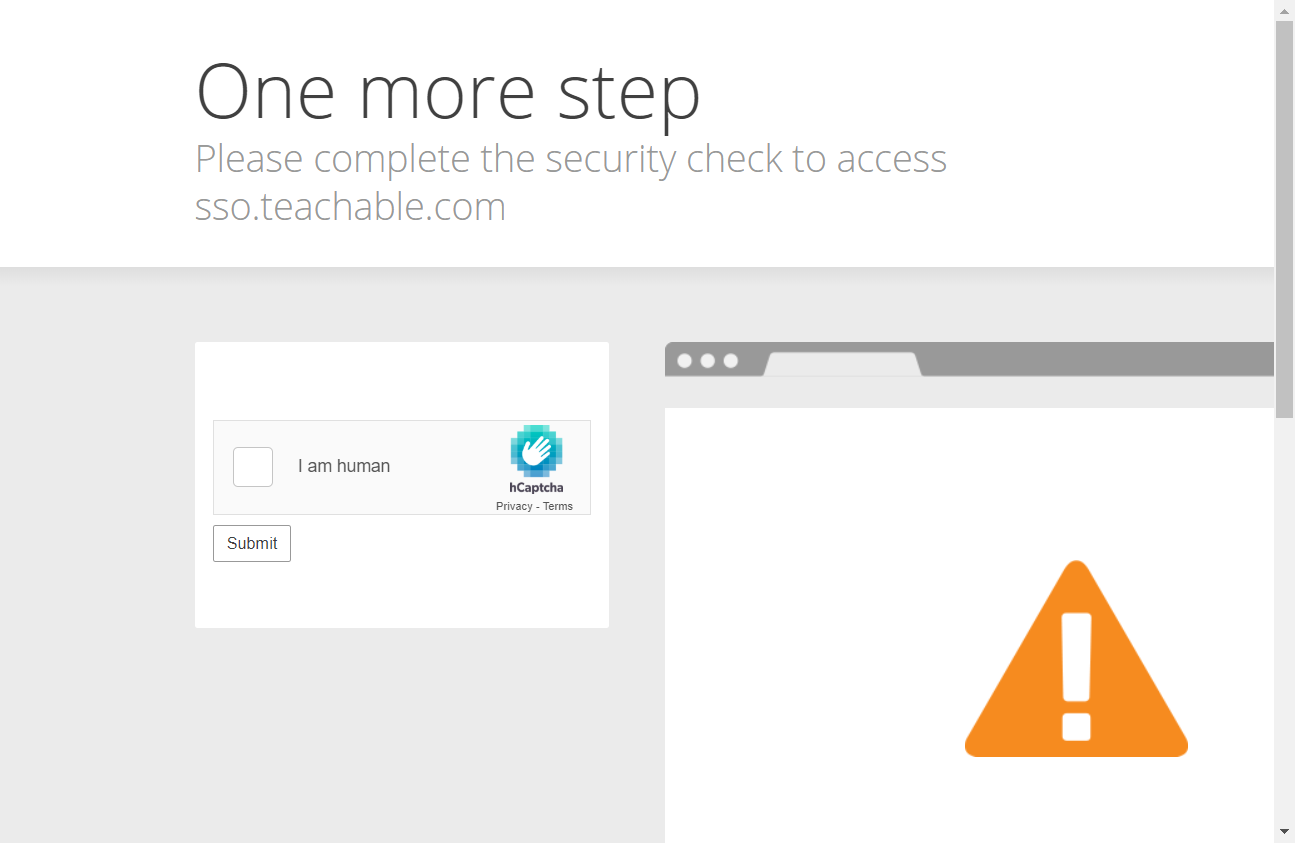 One more step
Please complete the security check to access
sso.teachable.com
I am human
hCaptcha
Privacy - Terms
Submit